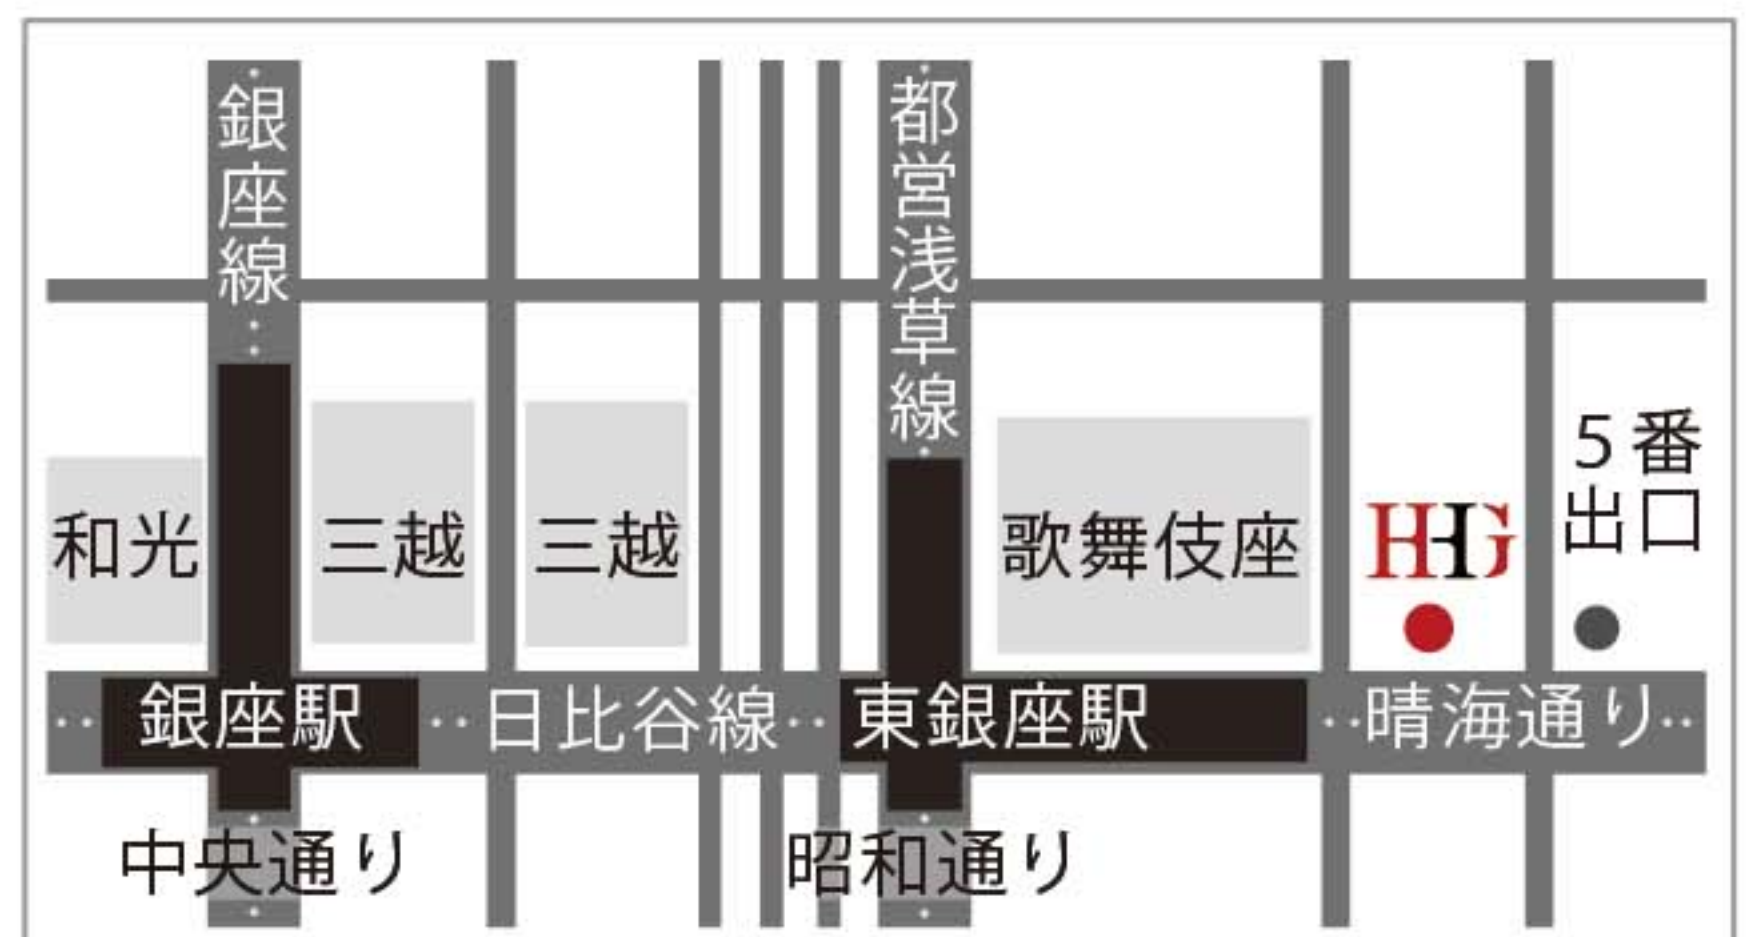 銀座線
都営浅草線
5番
出口
和光
三越
三越
歌舞伎座
HHG
銀座駅
日比谷線
東銀座駅
晴海通り
中央通り
昭和通り